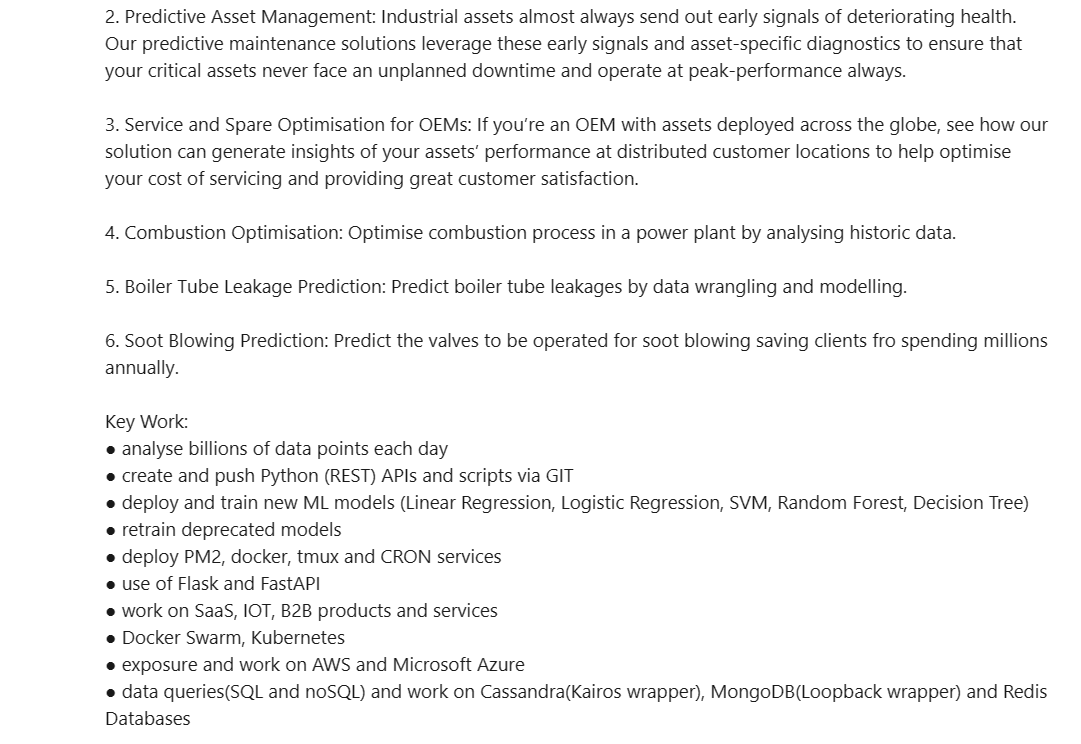 2. Predictive Asset Management: Industrial assets almost always send out early signals of deteriorating health.
Our predictive maintenance solutions leverage these early signals and asset-specific diagnostics to ensure that
your critical assets never face an unplanned downtime and operate at peak-performance always.
3. Service and Spare Optimisation for OEMs: If you're an OEM with assets deployed across the globe, see how our
solution can generate insights of your assets' performance at distributed customer locations to help optimise
your cost of servicing and providing great customer satisfaction.
4. Combustion Optimisation: Optimise combustion process in a power plant by analysing historic data.
5. Boiler Tube Leakage Prediction: Predict boiler tube leakages by data wrangling and modelling.
6. Soot Blowing Prediction: Predict the valves to be operated for soot blowing saving clients fro spending millions
annually.
Key Work:
● analyse billions of data points each day
● create and push Python (REST) APIs and scripts via GIT
● deploy and train new ML models (Linear Regression, Logistic Regression, SVM, Random Forest, Decision Tree)
● retrain deprecated models
● deploy PM2, docker, tmux and CRON services
● use of Flask and FastAPI
● work on SaaS, IOT, B2B products and services
● Docker Swarm, Kubernetes
● exposure and work on AWS and Microsoft Azure
● data queries(SQL and noSQL) and work on Cassandra(Kairos wrapper), MongoDB(Loopback wrapper) and Redis
Databases